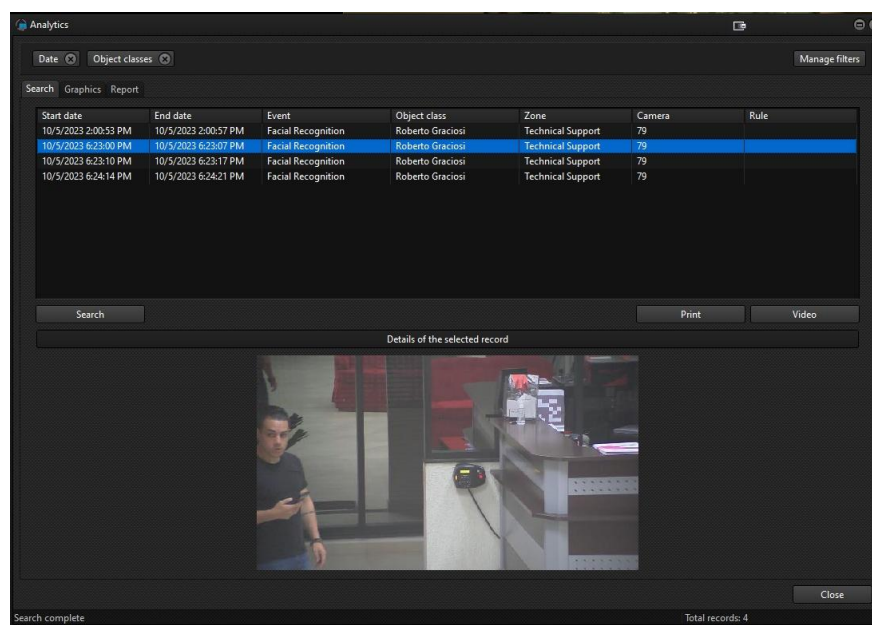 Analytics
Date Object classes Manage filters
Search Graphics Report
Start date End date Event Object class Zone Camera Rule
10/5/2023 2:00:53 PM 10/5/2023 2:00:57 PM Facial Recognition Roberto Graciosi Technical Support 79
10/5/2023 6:23:00 PM 10/5/2023 6:23:07 PM Facial Recognition Roberto Graciosi Technical Support 79
10/5/2023 6:23:10 PM 10/5/2023 6:23:17 PM Facial Recognition Roberto Graciosi Technical Support 79
10/5/2023 6:24:14 PM 10/5/2023 6:24:21 PM Facial Recognition Roberto Graciosi Technical Support 79
Search Print Video
Details of the selected record
Close
Search complete Total records: 4